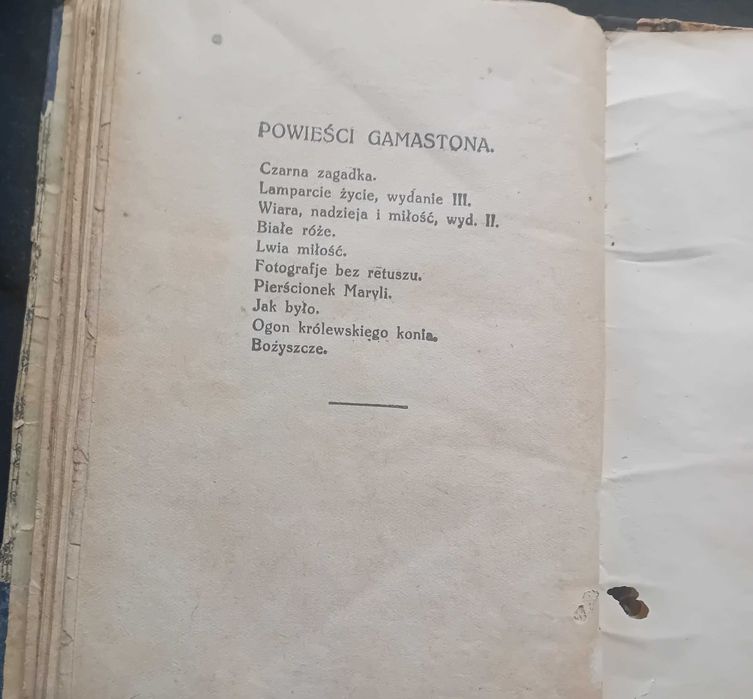 POWIEŚCI GAMASTONA.
Czarna zagadka.
Lamparcie życie, wydanie III.
Wiara, nadzieja i miłość, wyd. II.
Białe róże.
Lwia miłość.
Fotografje bez retuszu.
Pierścionek Maryli.
Jak było.
Ogon królewskiego konia.
Bożyszcze.